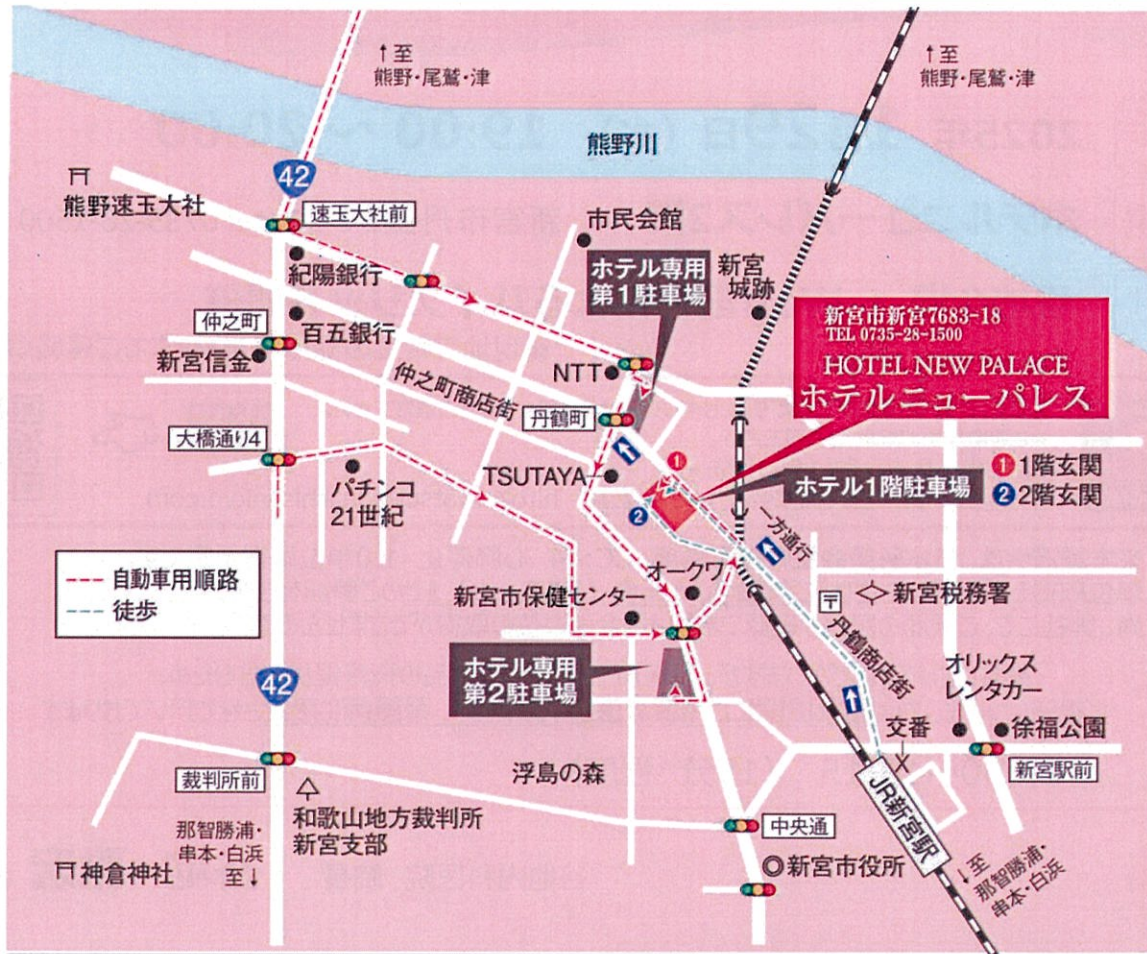 ↑至
熊野・尾鷲・津
↑至
熊野・尾鷲・津
熊野川
42
熊野速玉大社
速玉大社前
市民会館
紀陽銀行
ホテル専用
第1駐車場
新宮
城跡
新宮市新宮7683-18
TEL 0735-28-1500
HOTEL NEW PALACE
ホテルニューパレス
仲之町
百五銀行
新宮信金
NTT
仲之町商店街
丹鶴町
大橋通り4
TSUTAYA
1
2
ホテル1階駐車場
1 1階玄関
2 2階玄関
パチンコ
21世紀
一方通行
自動車用順路
徒歩
オークワ
新宮市保健センター
〒
新宮税務署
丹鶴商店街
ホテル専用
第2駐車場
オリックス
レンタカー
42
交番
徐福公園
新宮駅前
裁判所前
浮島の森
JR新宮駅
和歌山地方裁判所
新宮支部
中央通
那智勝浦・
串本・白浜
至↓
神倉神社
新宮市役所
↓至
那智勝浦・
串本・白浜